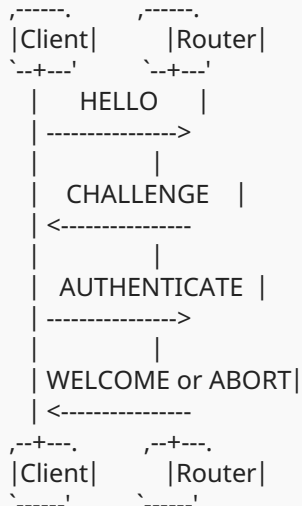 ,------.          ,------.
|Client|          |Router|
`--+---'          `--+---'
   |      HELLO      |
   | ---------------->
   |                 |
   |    CHALLENGE    |
   | <----------------
   |                 |
   |   AUTHENTICATE  |
   | ---------------->
   |                 |
   | WELCOME or ABORT|
   | <----------------
,--+---.          ,--+---.
|Client|          |Router|
`------'          `------'